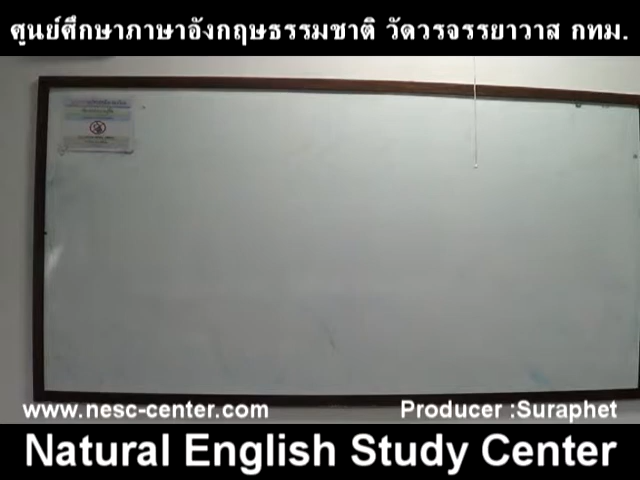 ศูนย์ศึกษาภาษาอังกฤษธรรมชาติ วัดวรจรรยาวาส กทม.
www.nesc-center.com
Producer :Suraphet
Natural English Study Center